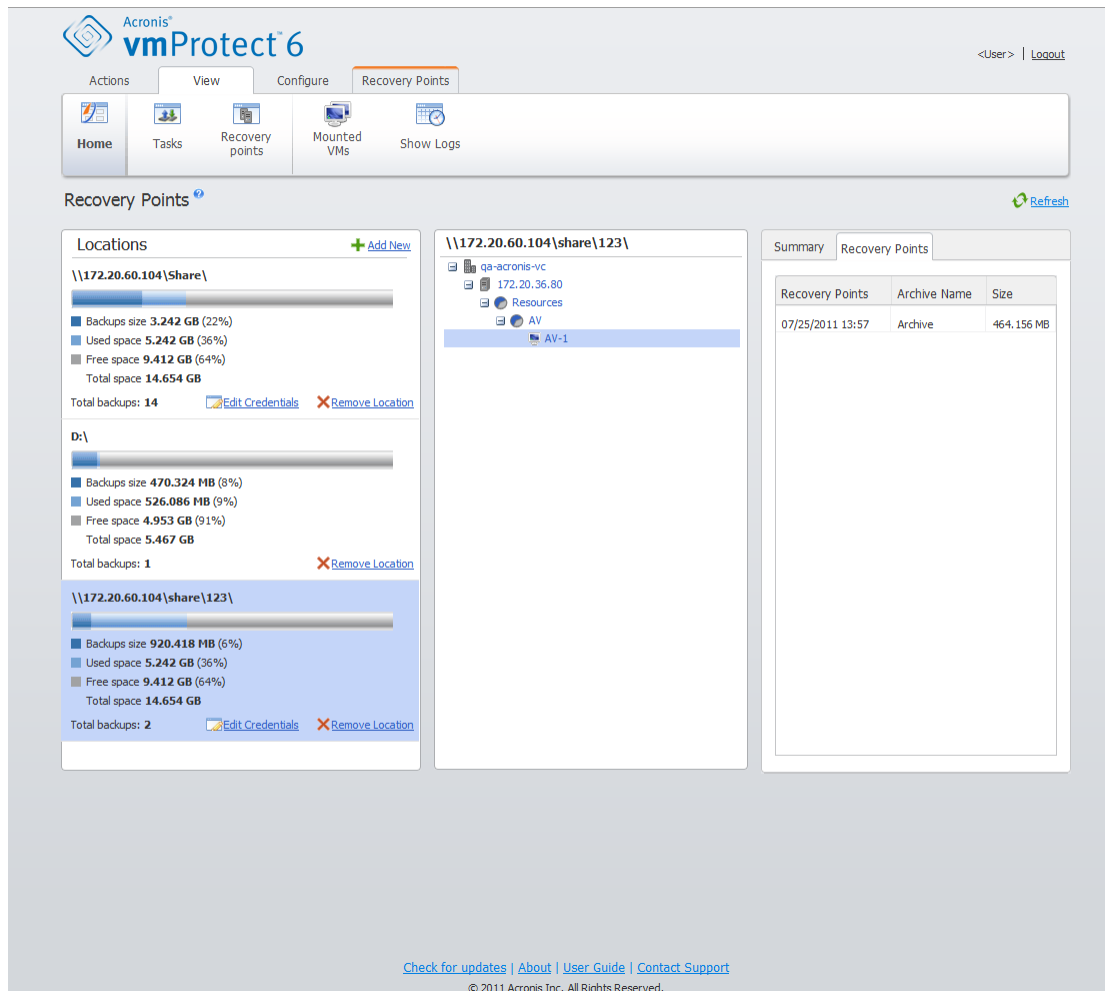 Acronis®
vmProtect™ 6
<User> | Logout
Actions View Configure Recovery Points
Home Tasks Recovery points Mounted VMs Show Logs
Recovery Points ?
Refresh
Locations
Add New
\\172.20.60.104\Share\
Backups size 3.242 GB (22%)
Used space 5.242 GB (36%)
Free space 9.412 GB (64%)
Total space 14.654 GB
Total backups: 14 Edit Credentials Remove Location
D:\
Backups size 470.324 MB (8%)
Used space 526.086 MB (9%)
Free space 4.953 GB (91%)
Total space 5.467 GB
Total backups: 1 Remove Location
\\172.20.60.104\share\123\
Backups size 920.418 MB (6%)
Used space 5.242 GB (36%)
Free space 9.412 GB (64%)
Total space 14.654 GB
Total backups: 2 Edit Credentials Remove Location
\\172.20.60.104\share\123\
qa-acronis-vc
172.20.36.80
Resources
AV
AV-1
Summary Recovery Points
Recovery Points Archive Name Size
07/25/2011 13:57 Archive 464.156 MB
Check for updates | About | User Guide | Contact Support
© 2011 Acronis Inc. All Rights Reserved.